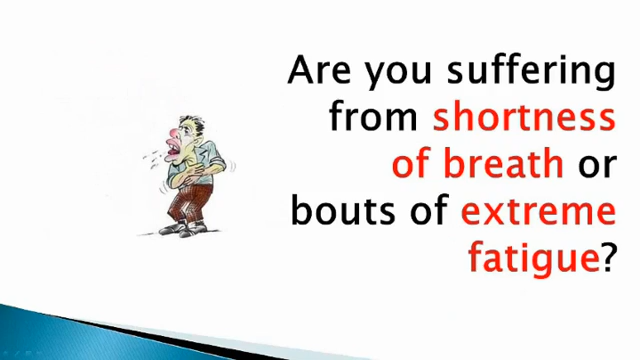 Are you suffering
from shortness
of breath or
bouts of extreme
fatigue?